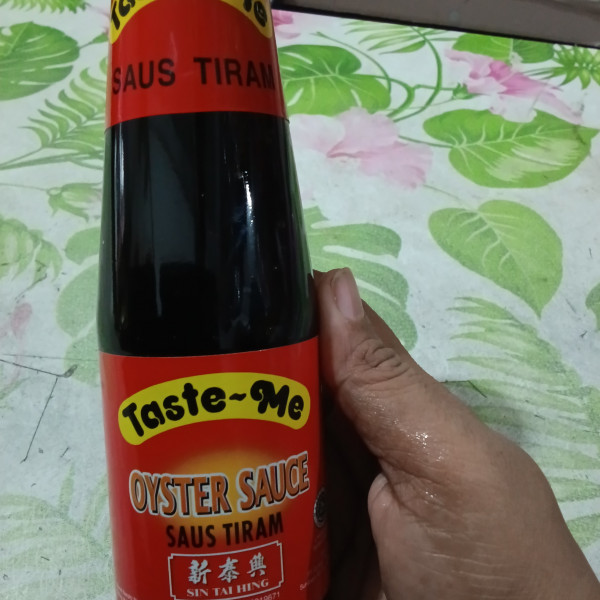 SAUS TIRAM
Taste~Me
OYSTER SAUCE
SAUS TIRAM
新泰興
SIN TAI HING